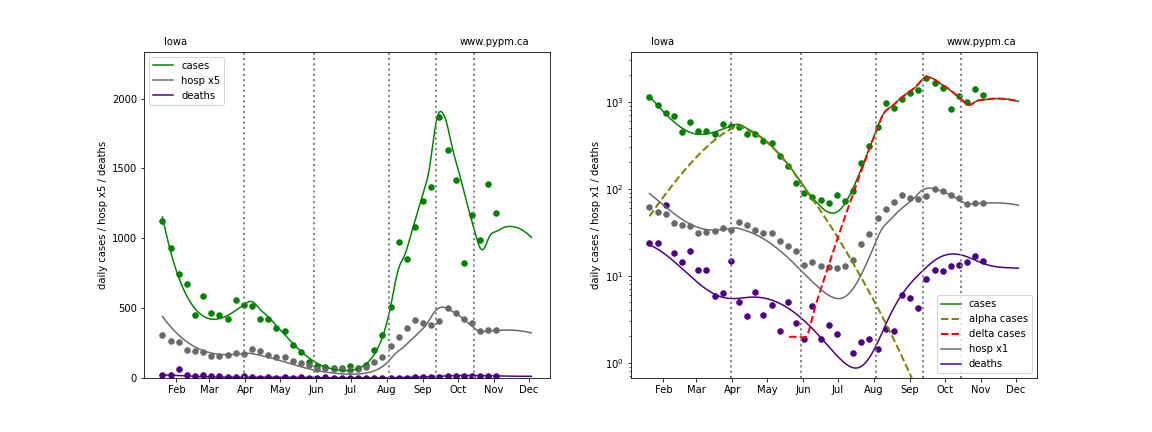 Iowa
www.pypm.ca
daily cases / hosp x5 / deaths
2000
1500
1000
500
0
cases
hosp x5
deaths
Feb Mar Apr May Jun Jul Aug Sep Oct Nov Dec
Iowa
www.pypm.ca
daily cases / hosp x1 / deaths
10³
10²
10¹
10⁰
cases
alpha cases
delta cases
hosp x1
deaths
Feb Mar Apr May Jun Jul Aug Sep Oct Nov Dec